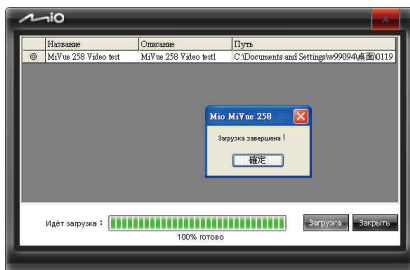 Mio
Название Описание Путь
MiVue 258 Video test MiVue 258 Video test1 C:\Documents and Settings\w99094\桌面\0119
Mio MiVue 258
Загрузка завершена !
確定
Идёт загрузка : Загрузка Закрыть
100% готово